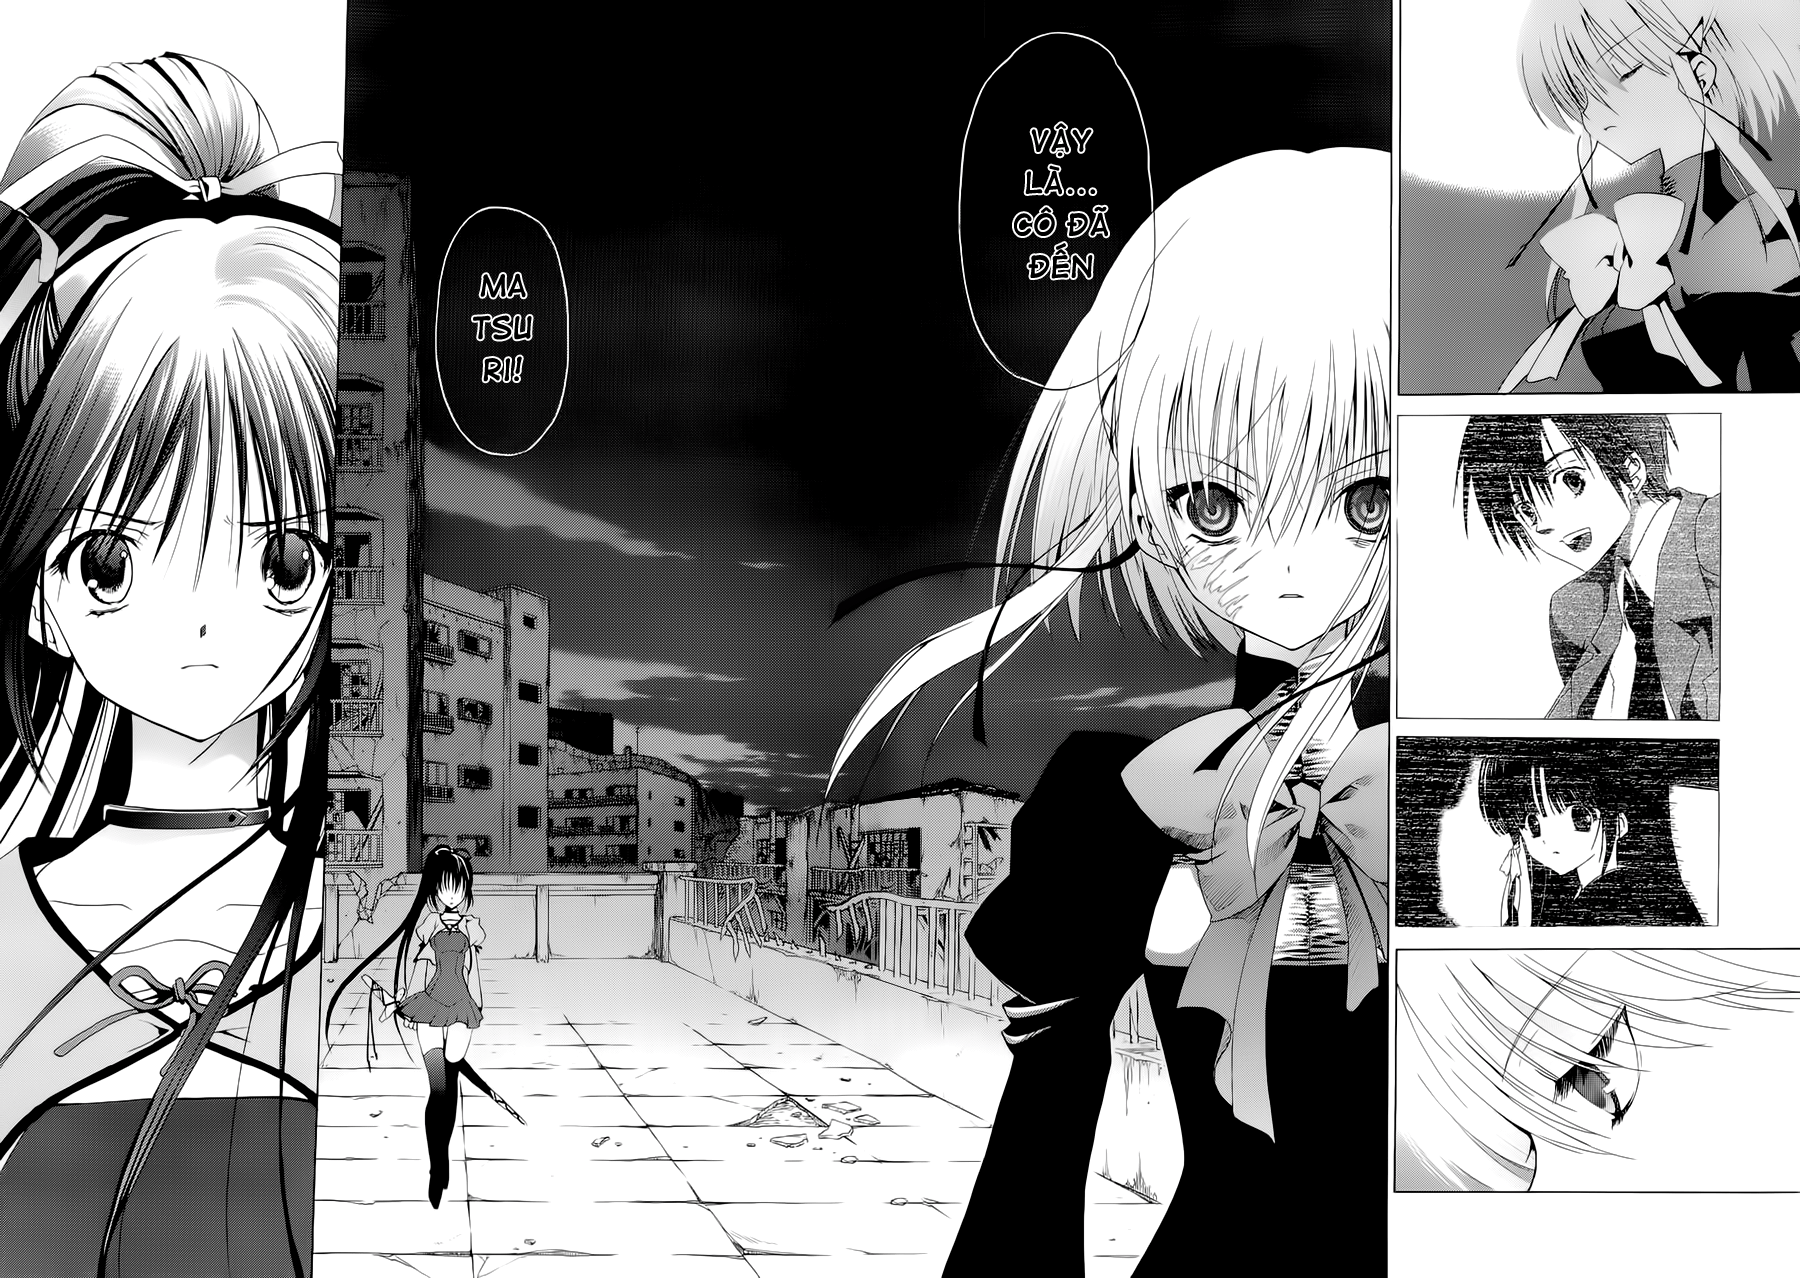 VẬY
LÀ...
CÔ ĐÃ
ĐẾN
MA
TSU
RI!